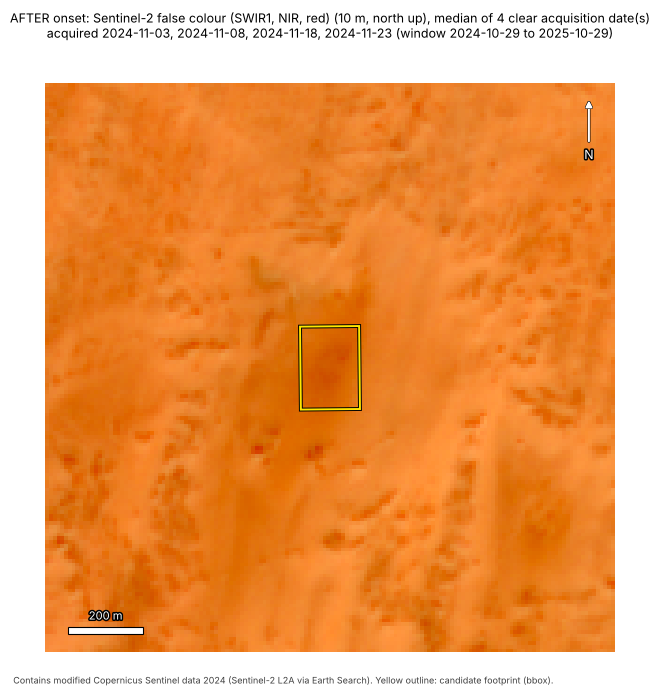 AFTER onset: Sentinel-2 false colour (SWIR1, NIR, red) (10 m, north up), median of 4 clear acquisition date(s)
acquired 2024-11-03, 2024-11-08, 2024-11-18, 2024-11-23 (window 2024-10-29 to 2025-10-29)
N
200 m
Contains modified Copernicus Sentinel data 2024 (Sentinel-2 L2A via Earth Search). Yellow outline: candidate footprint (bbox).